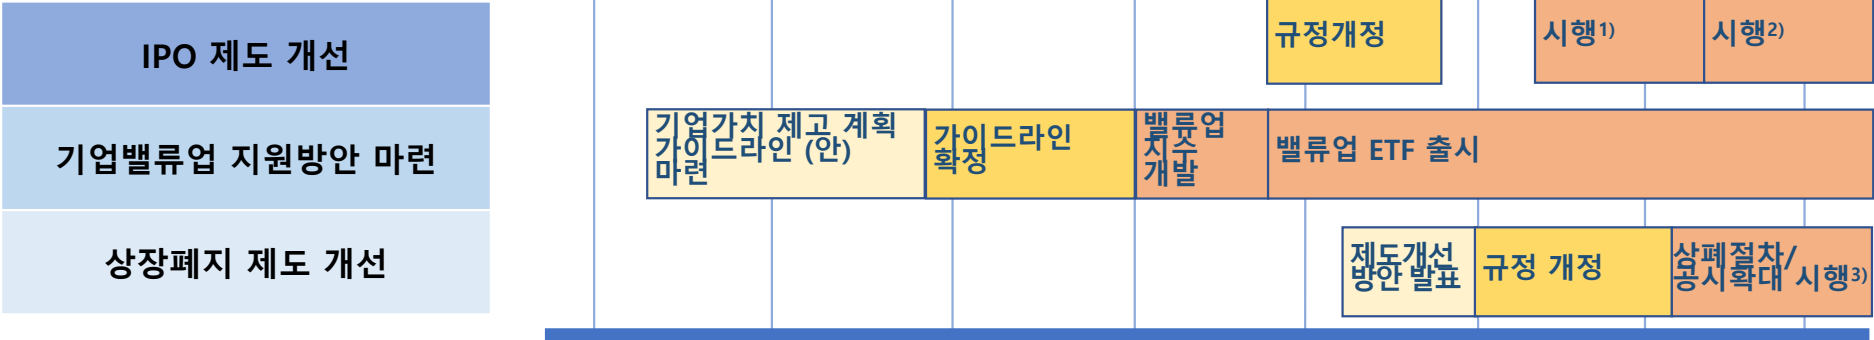 IPO 제도 개선
규정개정
시행1)
시행2)
기업밸류업 지원방안 마련
기업가치 제고 계획
가이드라인 (안)
마련
가이드라인
확정
밸류업
지수
개발
밸류업 ETF 출시
상장폐지 제도 개선
제도개선
방안 발표
규정 개정
상폐절차/
공시확대 시행3)